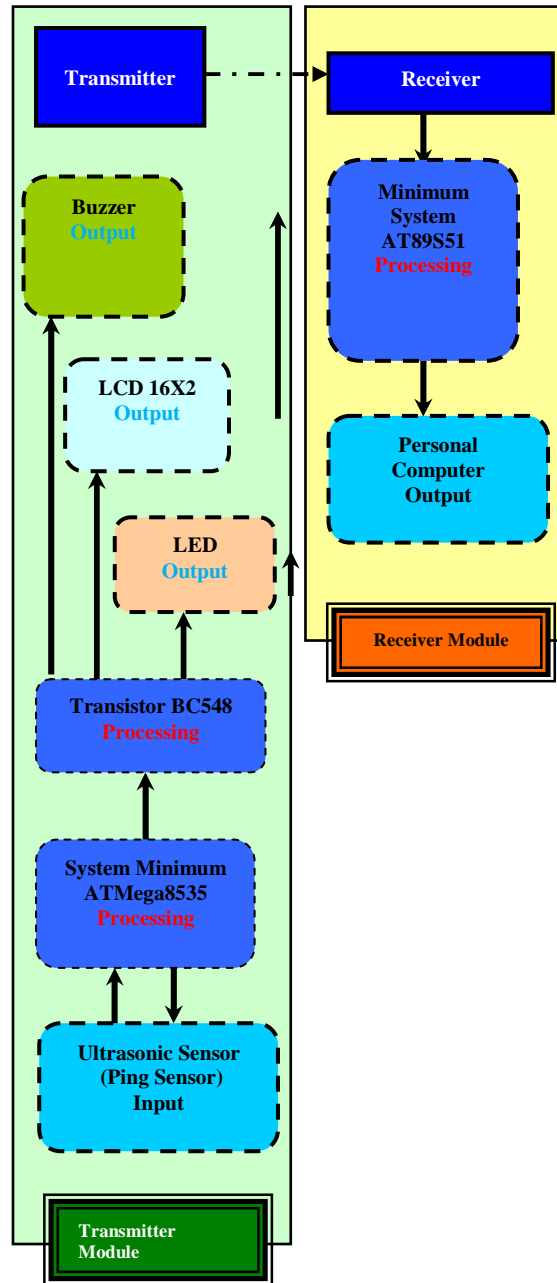 Transmitter
Buzzer
Output
LCD 16X2
Output
LED
Output
Transistor BC548
Processing
System Minimum
ATMega8535
Processing
Ultrasonic Sensor
(Ping Sensor)
Input
Transmitter
Module
Receiver
Minimum
System
AT89S51
Processing
Personal
Computer
Output
Receiver Module